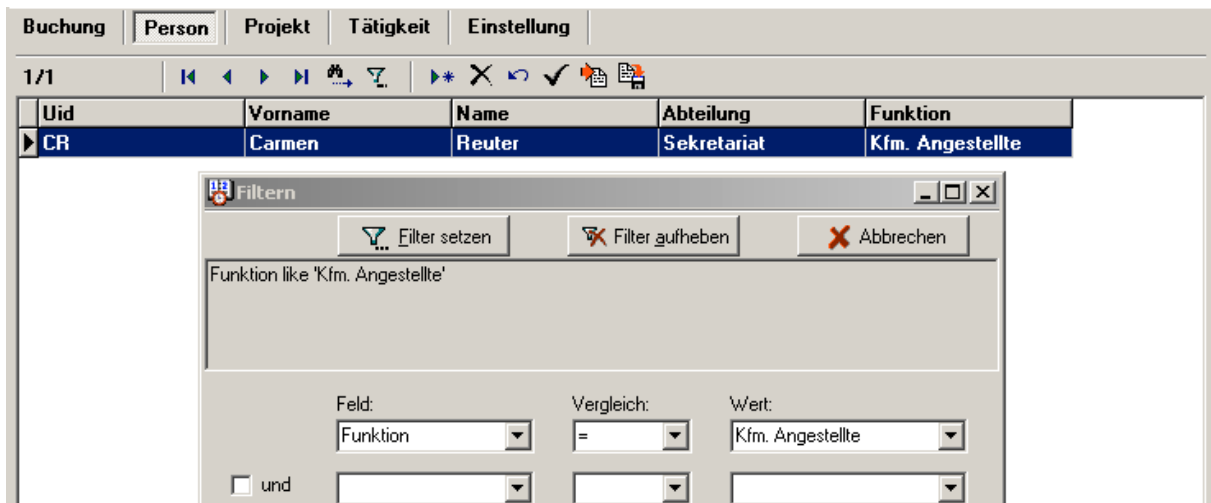 Buchung Person Projekt Tätigkeit Einstellung
1/1
Uid Vorname Name Abteilung Funktion
CR Carmen Reuter Sekretariat Kfm. Angestellte
Filtern
Filter setzen Filter aufheben Abbrechen
Funktion like 'Kfm. Angestellte'
Feld: Vergleich: Wert:
Funktion = Kfm. Angestellte
und